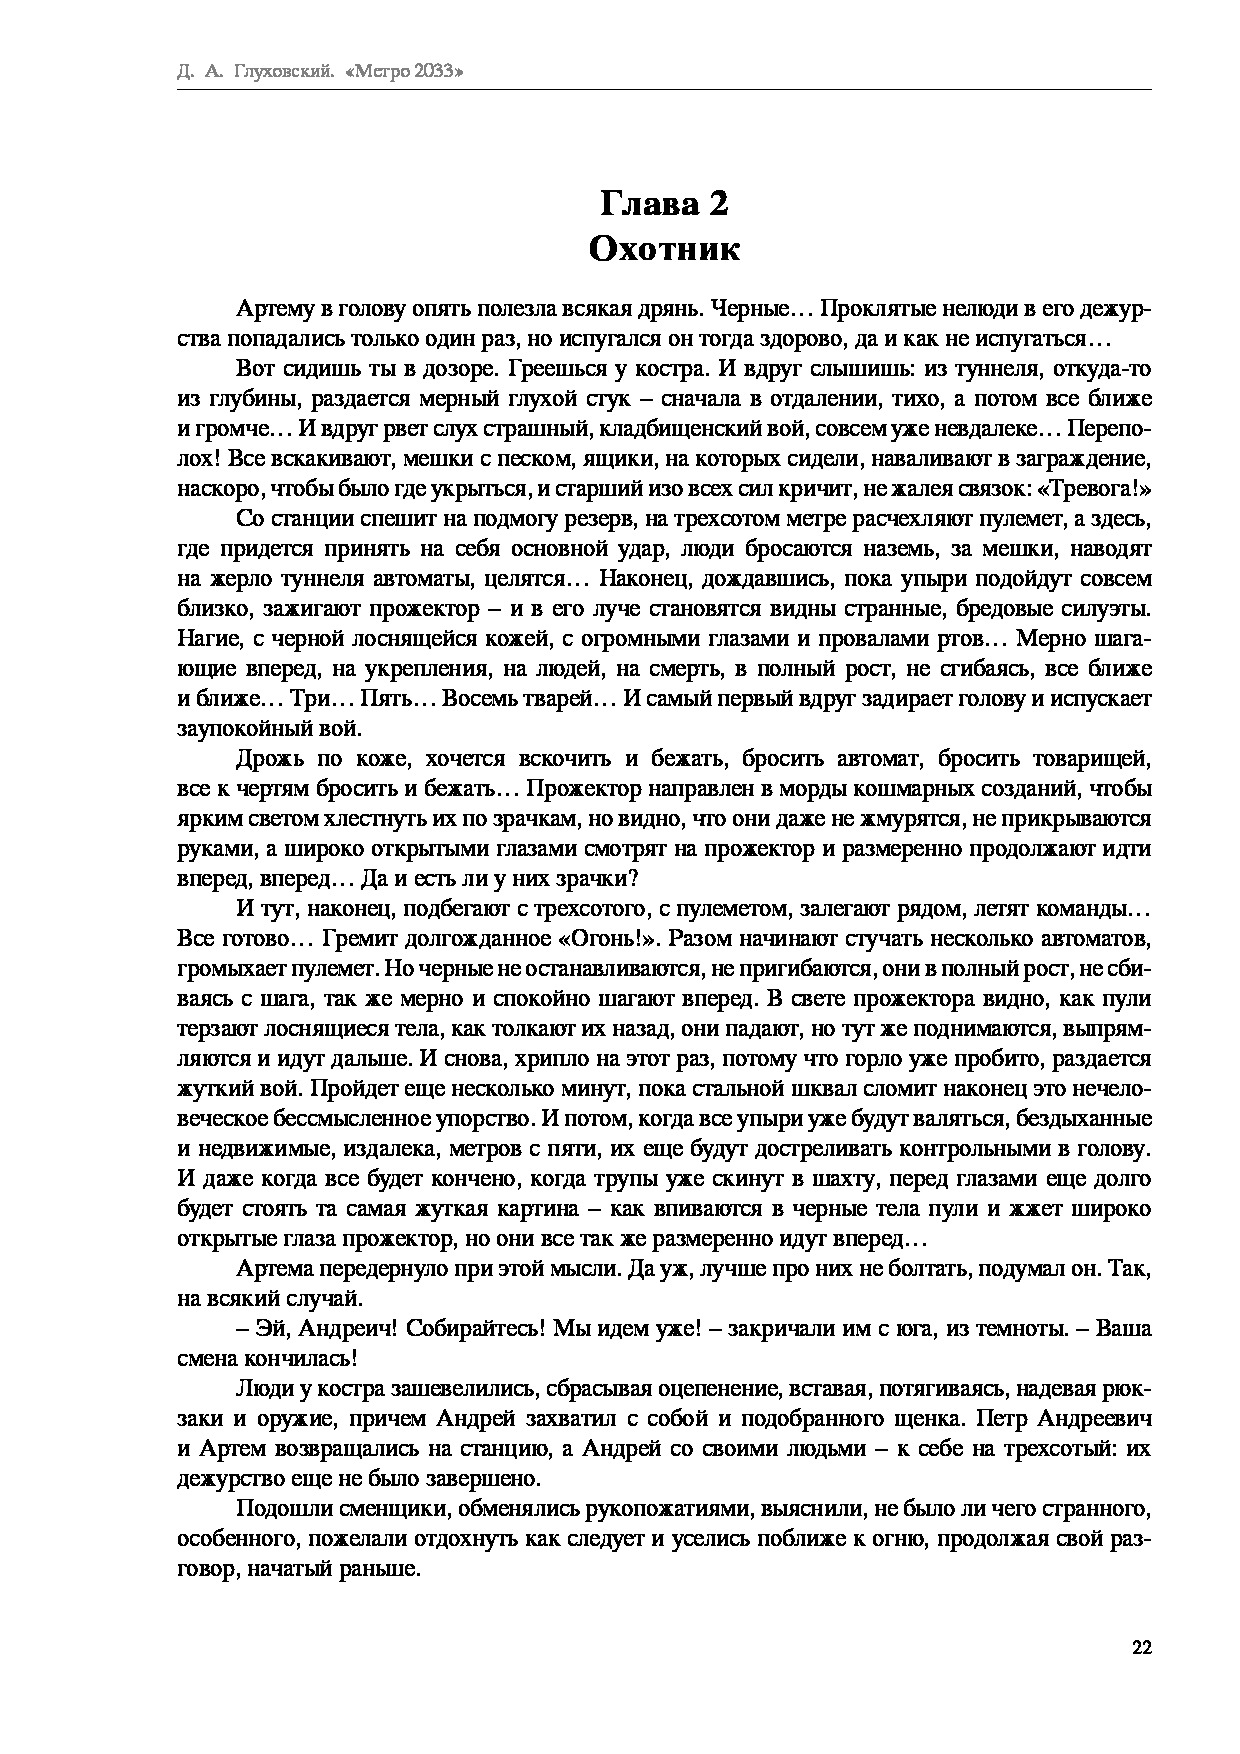 Д. А. Глуховский. «Метро 2033»
Глава 2
Охотник
Артему в голову опять полезла всякая дрянь. Черные… Проклятые нелюди в его дежур-
ства попадались только один раз, но испугался он тогда здорово, да и как не испугаться…
Вот сидишь ты в дозоре. Греешься у костра. И вдруг слышишь: из туннеля, откуда-то
из глубины, раздается мерный глухой стук – сначала в отдалении, тихо, а потом все ближе
и громче… И вдруг рвет слух страшный, кладбищенский вой, совсем уже невдалеке… Перепо-
лох! Все вскакивают, мешки с песком, ящики, на которых сидели, наваливают в заграждение,
наскоро, чтобы было где укрыться, и старший изо всех сил кричит, не жалея связок: «Тревога!»
Со станции спешит на подмогу резерв, на трехсотом метре расчехляют пулемет, а здесь,
где придется принять на себя основной удар, люди бросаются наземь, за мешки, наводят
на жерло туннеля автоматы, целятся… Наконец, дождавшись, пока упыри подойдут совсем
близко, зажигают прожектор – и в его луче становятся видны странные, бредовые силуэты.
Нагие, с черной лоснящейся кожей, с огромными глазами и провалами ртов… Мерно шага-
ющие вперед, на укрепления, на людей, на смерть, в полный рост, не сгибаясь, все ближе
и ближе… Три… Пять… Восемь тварей… И самый первый вдруг задирает голову и испускает
заупокойный вой.
Дрожь по коже, хочется вскочить и бежать, бросить автомат, бросить товарищей,
все к чертям бросить и бежать… Прожектор направлен в морды кошмарных созданий, чтобы
ярким светом хлестнуть их по зрачкам, но видно, что они даже не жмурятся, не прикрываются
руками, а широко открытыми глазами смотрят на прожектор и размеренно продолжают идти
вперед, вперед… Да и есть ли у них зрачки?
И тут, наконец, подбегают с трехсотого, с пулеметом, залегают рядом, летят команды…
Все готово… Гремит долгожданное «Огонь!». Разом начинают стучать несколько автоматов,
громыхает пулемет. Но черные не останавливаются, не пригибаются, они в полный рост, не сби-
ваясь с шага, так же мерно и спокойно шагают вперед. В свете прожектора видно, как пули
терзают лоснящиеся тела, как толкают их назад, они падают, но тут же поднимаются, выпрям-
ляются и идут дальше. И снова, хрипло на этот раз, потому что горло уже пробито, раздается
жуткий вой. Пройдет еще несколько минут, пока стальной шквал сломит наконец это нечело-
веческое бессмысленное упорство. И потом, когда все упыри уже будут валяться, бездыханные
и недвижимые, издалека, метров с пяти, их еще будут достреливать контрольными в голову.
И даже когда все будет кончено, когда трупы уже скинут в шахту, перед глазами еще долго
будет стоять та самая жуткая картина – как впиваются в черные тела пули и жжет широко
открытые глаза прожектор, но они все так же размеренно идут вперед…
Артема передернуло при этой мысли. Да уж, лучше про них не болтать, подумал он. Так,
на всякий случай.
– Эй, Андреич! Собирайтесь! Мы идем уже! – закричали им с юга, из темноты. – Ваша
смена кончилась!
Люди у костра зашевелились, сбрасывая оцепенение, вставая, потягиваясь, надевая рюк-
заки и оружие, причем Андрей захватил с собой и подобранного щенка. Петр Андреевич
и Артем возвращались на станцию, а Андрей со своими людьми – к себе на трехсотый: их
дежурство еще не было завершено.
Подошли сменщики, обменялись рукопожатиями, выяснили, не было ли чего странного,
особенного, пожелали отдохнуть как следует и уселись поближе к огню, продолжая свой раз-
говор, начатый раньше.
22